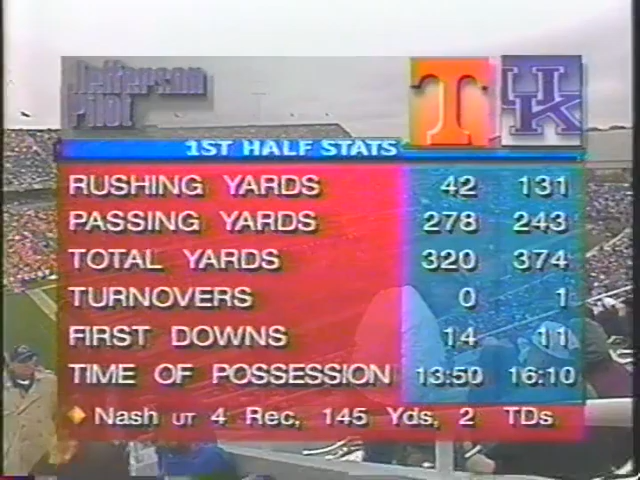 Jefferson
Pilot
T UK
1ST HALF STATS
RUSHING YARDS 42 131
PASSING YARDS 278 243
TOTAL YARDS 320 374
TURNOVERS 0 1
FIRST DOWNS 14 11
TIME OF POSSESSION 13:50 16:10
Nash UT 4 Rec, 145 Yds, 2 TDs